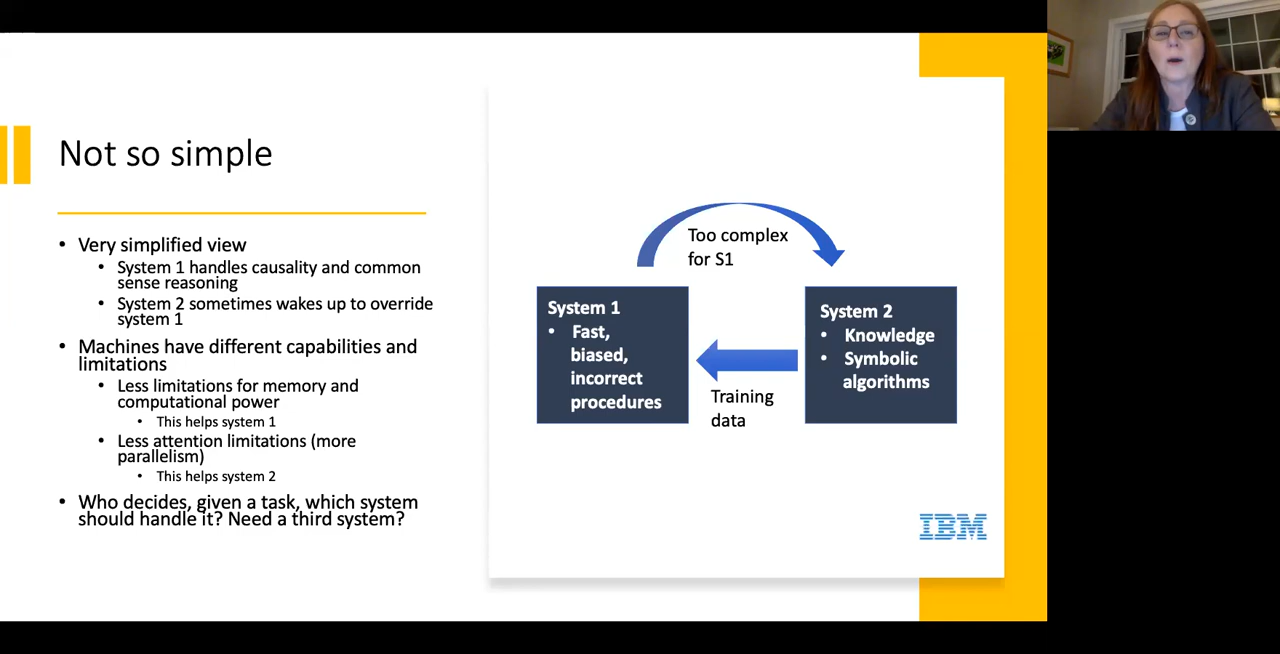 Not so simple
• Very simplified view
• System 1 handles causality and common
sense reasoning
• System 2 sometimes wakes up to override
system 1
• Machines have different capabilities and
limitations
• Less limitations for memory and
computational power
• This helps system 1
• Less attention limitations (more
parallelism)
• This helps system 2
• Who decides, given a task, which system
should handle it? Need a third system?
Too complex
for S1
System 1
• Fast,
biased,
incorrect
procedures
Training
data
System 2
• Knowledge
• Symbolic
algorithms
IBM